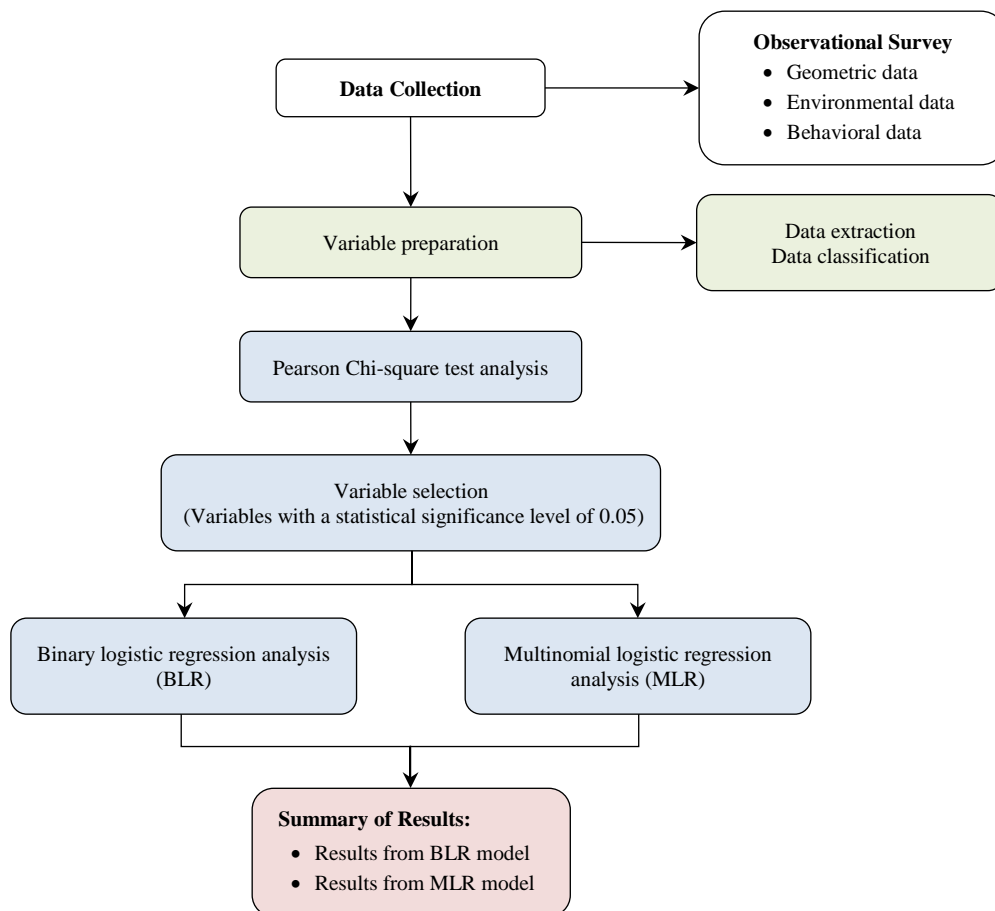 Data Collection
Observational Survey
• Geometric data
• Environmental data
• Behavioral data
Variable preparation
Data extraction
Data classification
Pearson Chi-square test analysis
Variable selection
(Variables with a statistical significance level of 0.05)
Binary logistic regression analysis
(BLR)
Multinomial logistic regression
analysis (MLR)
Summary of Results:
• Results from BLR model
• Results from MLR model